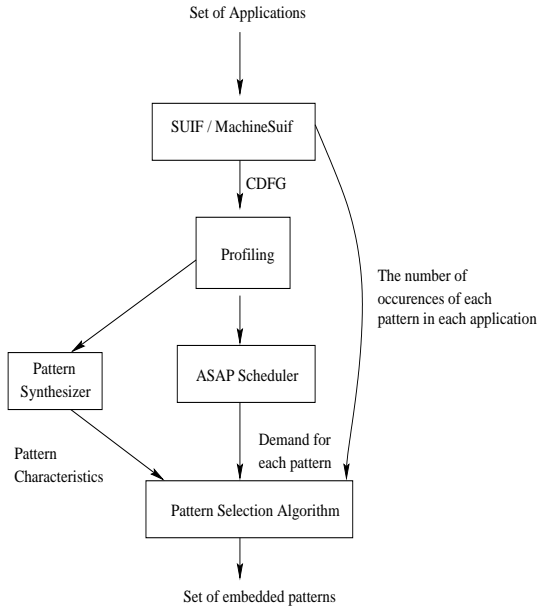 Set of Applications
SUIF / MachineSuif
CDFG
Profiling
The number of
occurences of each
pattern in each application
Pattern
Synthesizer
ASAP Scheduler
Pattern
Characteristics
Demand for
each pattern
Pattern Selection Algorithm
Set of embedded patterns